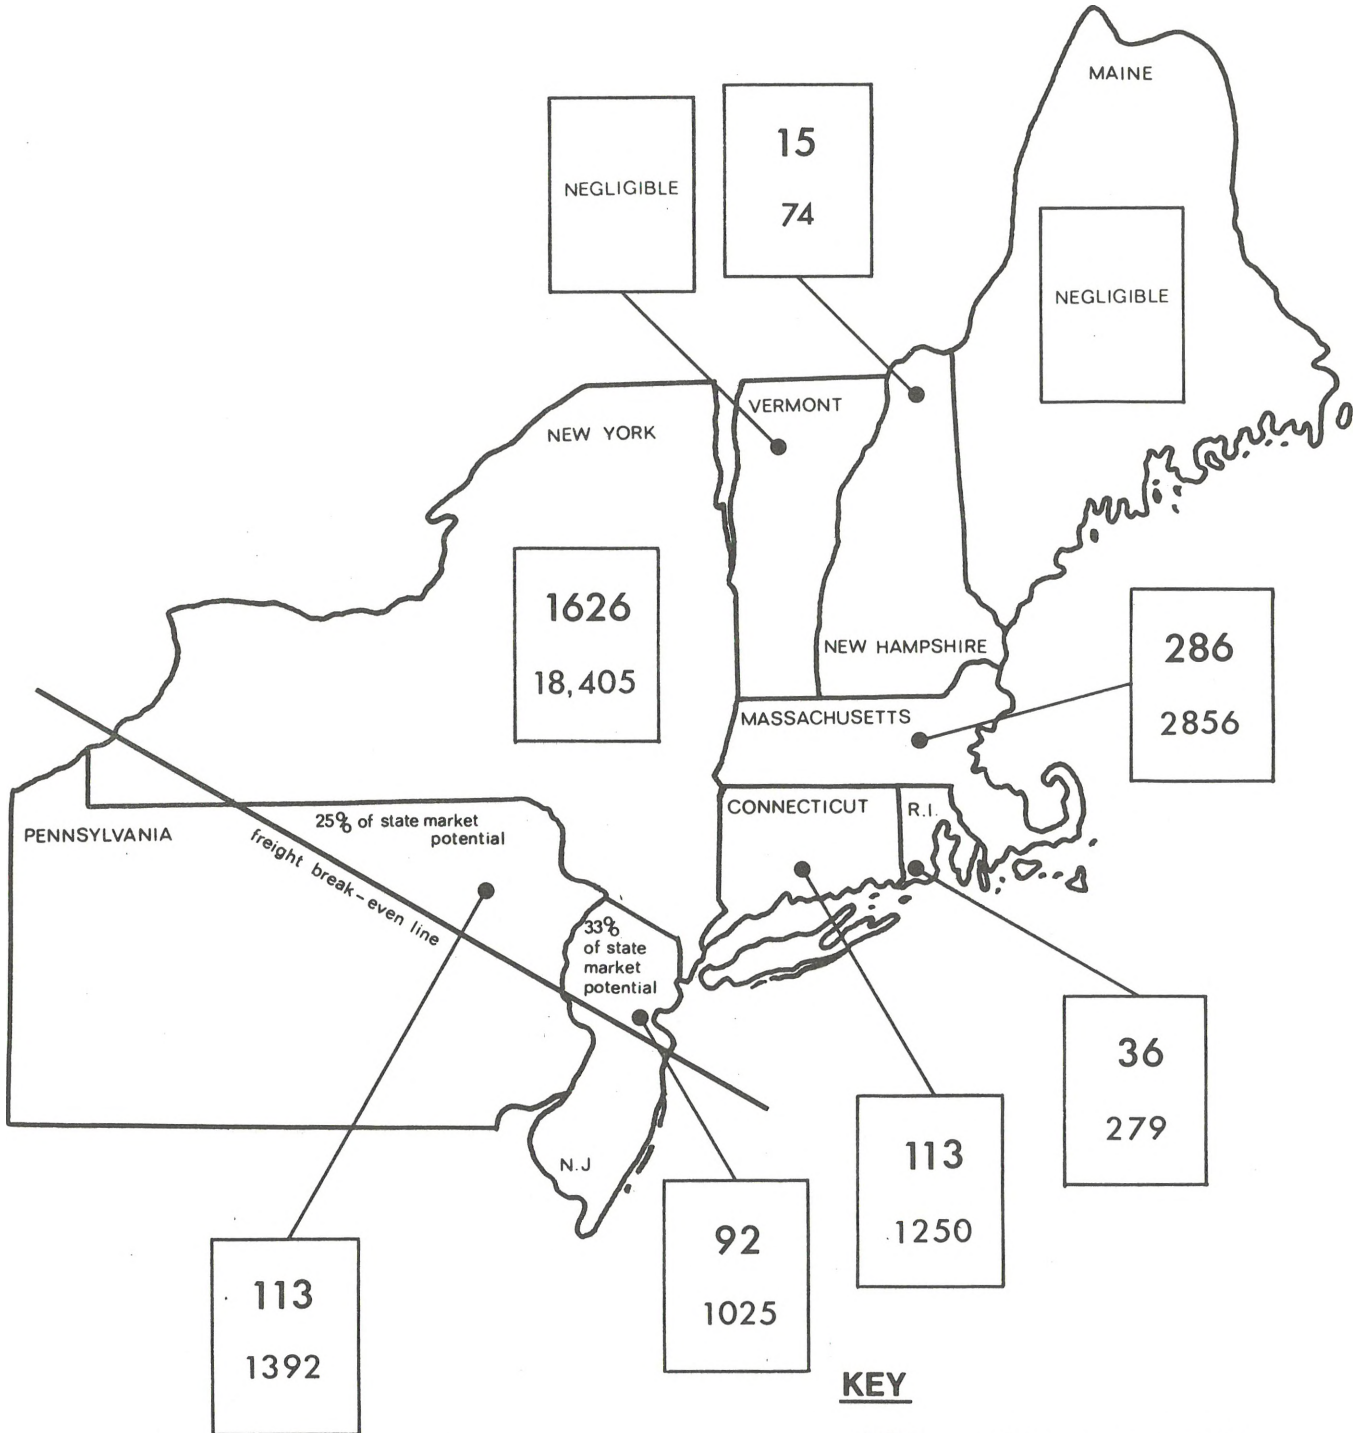 MAINE
15
74
NEGLIGIBLE
NEGLIGIBLE
VERMONT
NEW YORK
1626
18,405
NEW HAMPSHIRE
286
2856
MASSACHUSETTS
CONNECTICUT
R.I.
PENNSYLVANIA
25% of state market
potential
freight break-even line
33%
of state
market
potential
36
279
113
1250
N.J
92
1025
113
1392
KEY